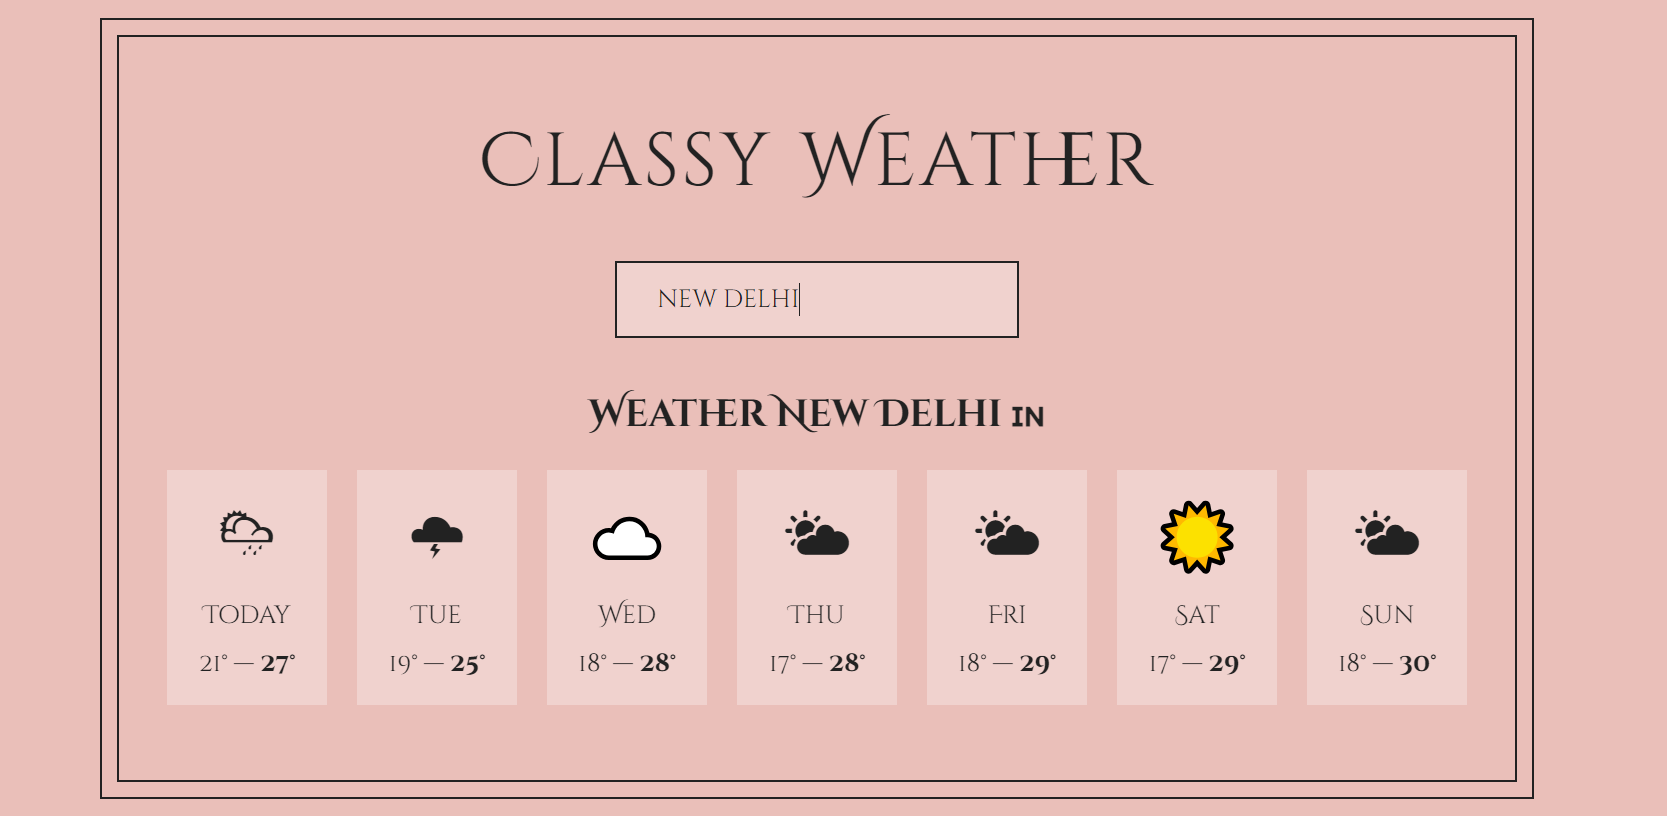 Classy Weather
NEW DELHI
Weather New Delhi IN
Today Tue Wed Thu Fri Sat Sun
21° — 27° 19° — 25° 18° — 28° 17° — 28° 18° — 29° 17° — 29° 18° — 30°